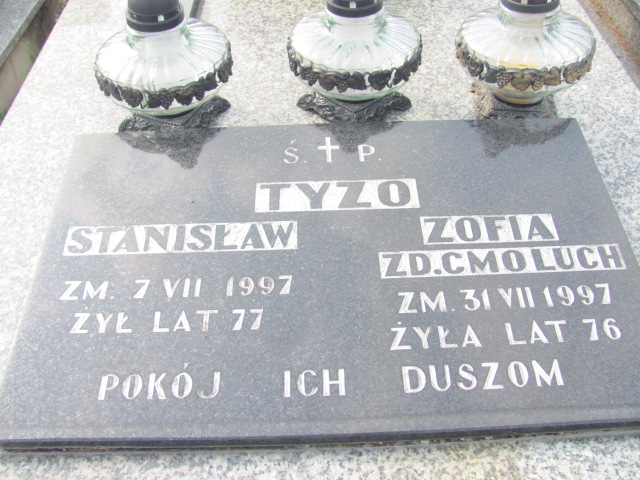 Ś. † P.
TYZO
STANISŁAW
ZM. 7 VII 1997
ŻYŁ LAT 77
ZOFIA
ZD. CMOLUCH
ZM. 31 VII 1997
ŻYŁA LAT 76
POKÓJ ICH DUSZOM